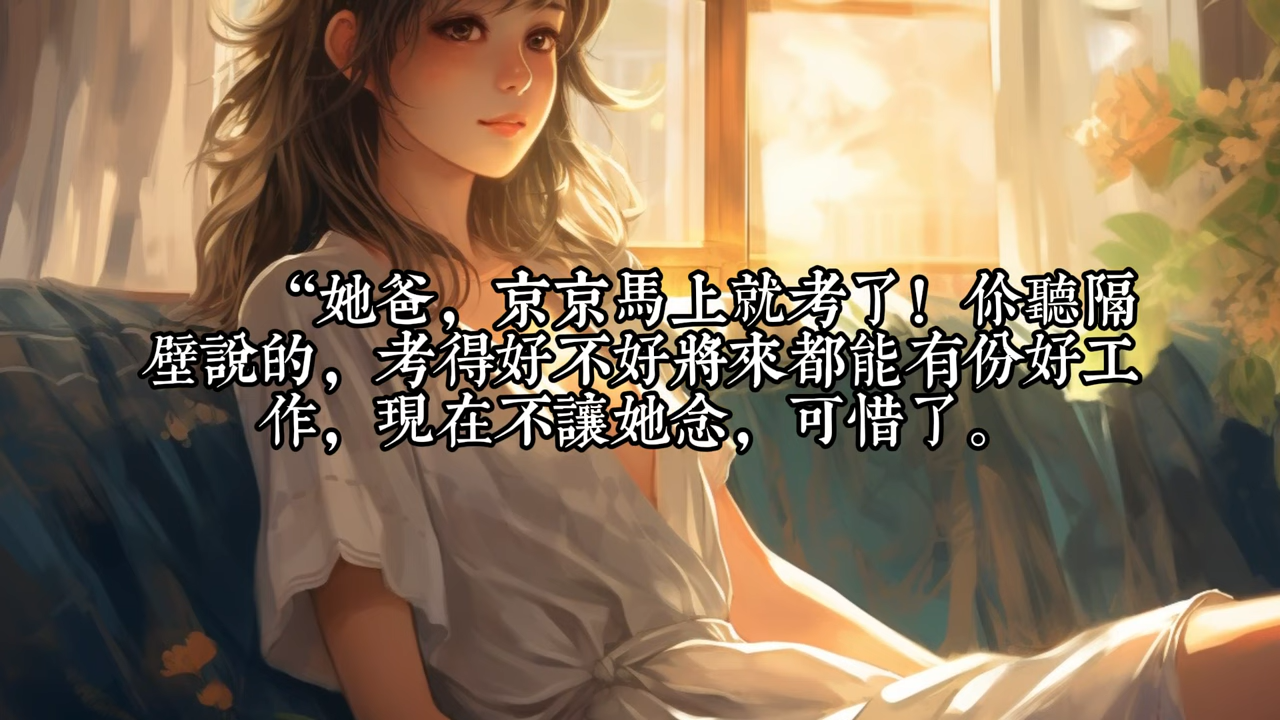 “她爸，京京馬上就考了！你聽隔
壁說的，考得好不好將來都能有份好工
作，現在不讓她念，可惜了。